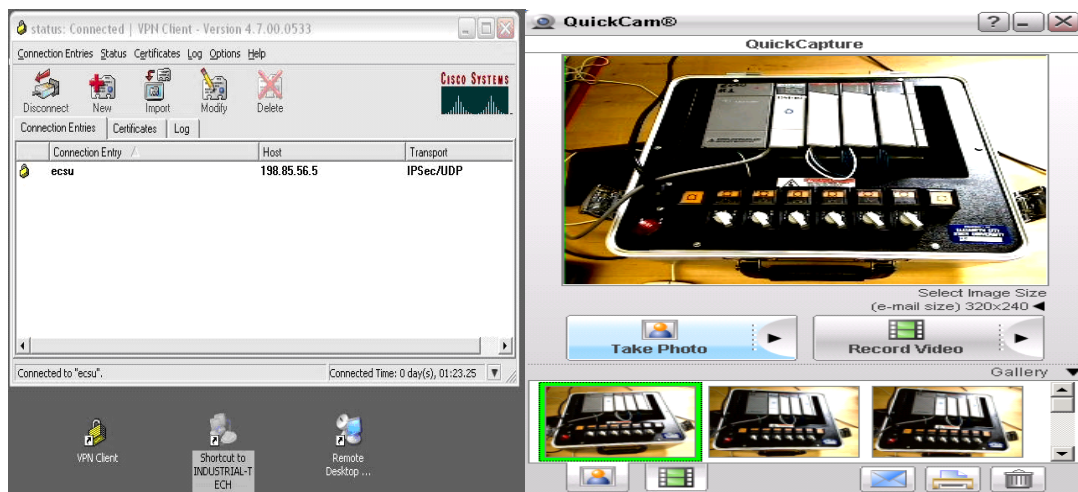 status: Connected | VPN Client - Version 4.7.00.0533
Connection Entries Status Certificates Log Options Help
Disconnect New Import Modify Delete
CISCO SYSTEMS
Connection Entries Certificates Log
Connection Entry Host Transport
ecsu 198.85.56.5 IPSec/UDP
Connected to "ecsu". Connected Time: 0 day(s), 01:23.25
VPN Client
Shortcut to
INDUSTRIAL-T
ECH
Remote
Desktop ...
QuickCam®
QuickCapture
Select Image Size
(e-mail size) 320x240
Take Photo
Record Video
Gallery